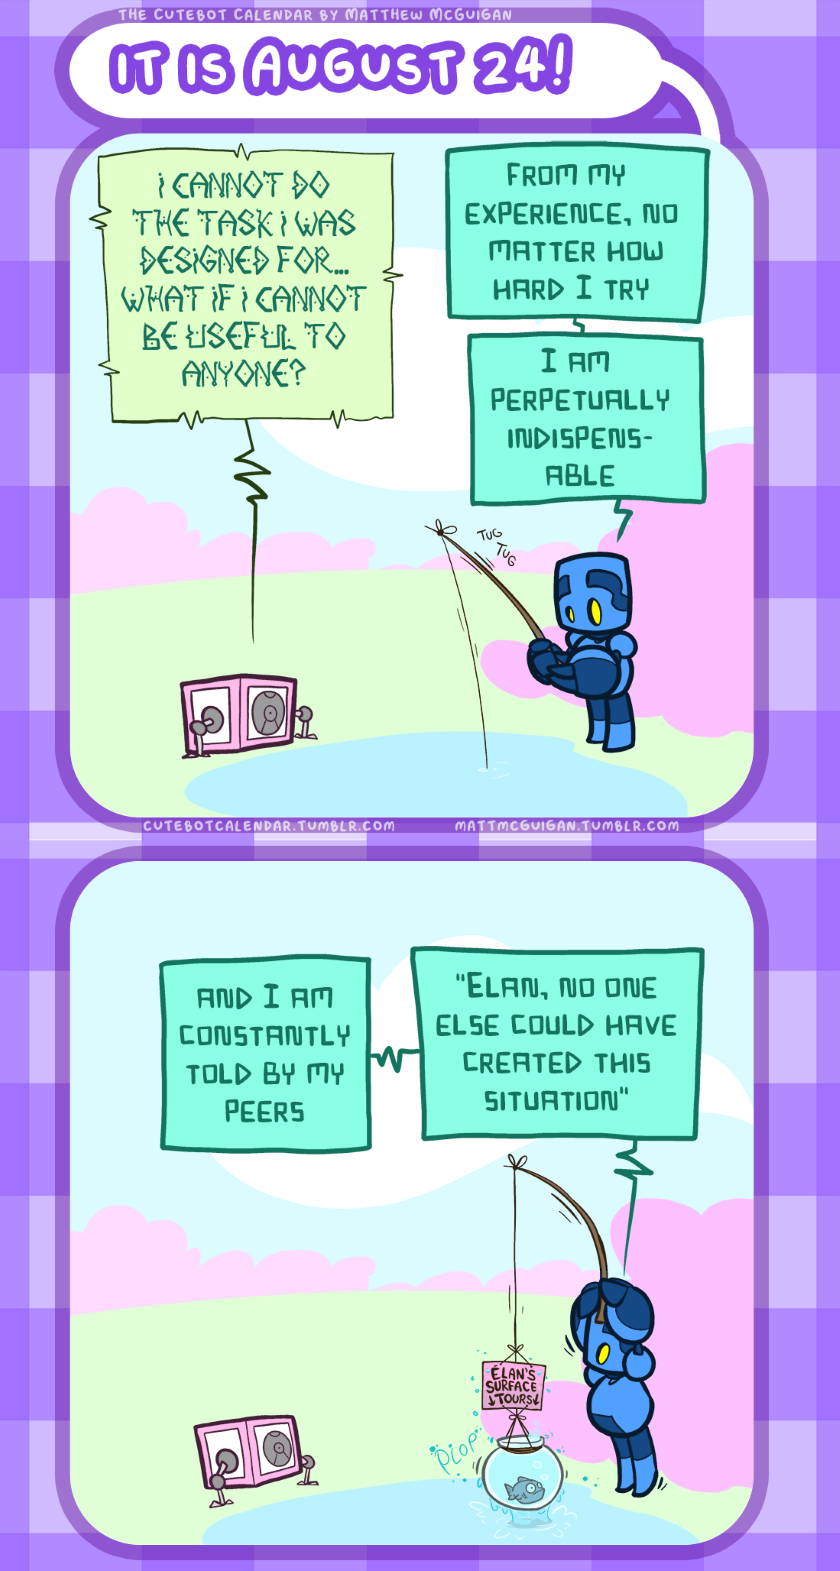 THE CUTEBOT CALENDAR BY MATTHEW MCGUIGAN
IT IS AUGUST 24!
I CANNOT DO
THE TASK I WAS
DESIGNED FOR...
WHAT IF I CANNOT
BE USEFUL TO
ANYONE?
FROM MY
EXPERIENCE, NO
MATTER HOW
HARD I TRY
I AM
PERPETUALLY
INDISPENS-
ABLE
TUG
TUG
CUTEBOTCALENDAR.TUMBLR.COM
MATTMCGUIGAN.TUMBLR.COM
AND I AM
CONSTANTLY
TOLD BY MY
PEERS
"ELAN, NO ONE
ELSE COULD HAVE
CREATED THIS
SITUATION"
ÉLAN'S
SURFACE
↓TOURS↓
PLOP